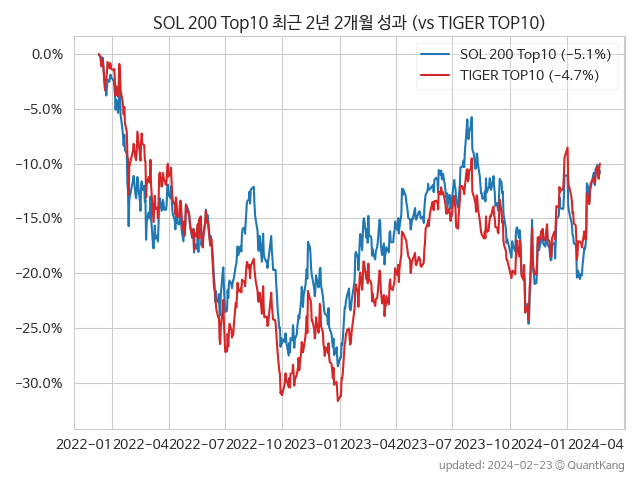 SOL 200 Top10 최근 2년 2개월 성과 (vs TIGER TOP10)
SOL 200 Top10 (−5.1%)
TIGER TOP10 (−4.7%)
0.0%
−5.0%
−10.0%
−15.0%
−20.0%
−25.0%
−30.0%
2022-01 2022-04 2022-07 2022-10 2023-01 2023-04 2023-07 2023-10 2024-01 2024-04
updated: 2024-02-23 © QuantKang